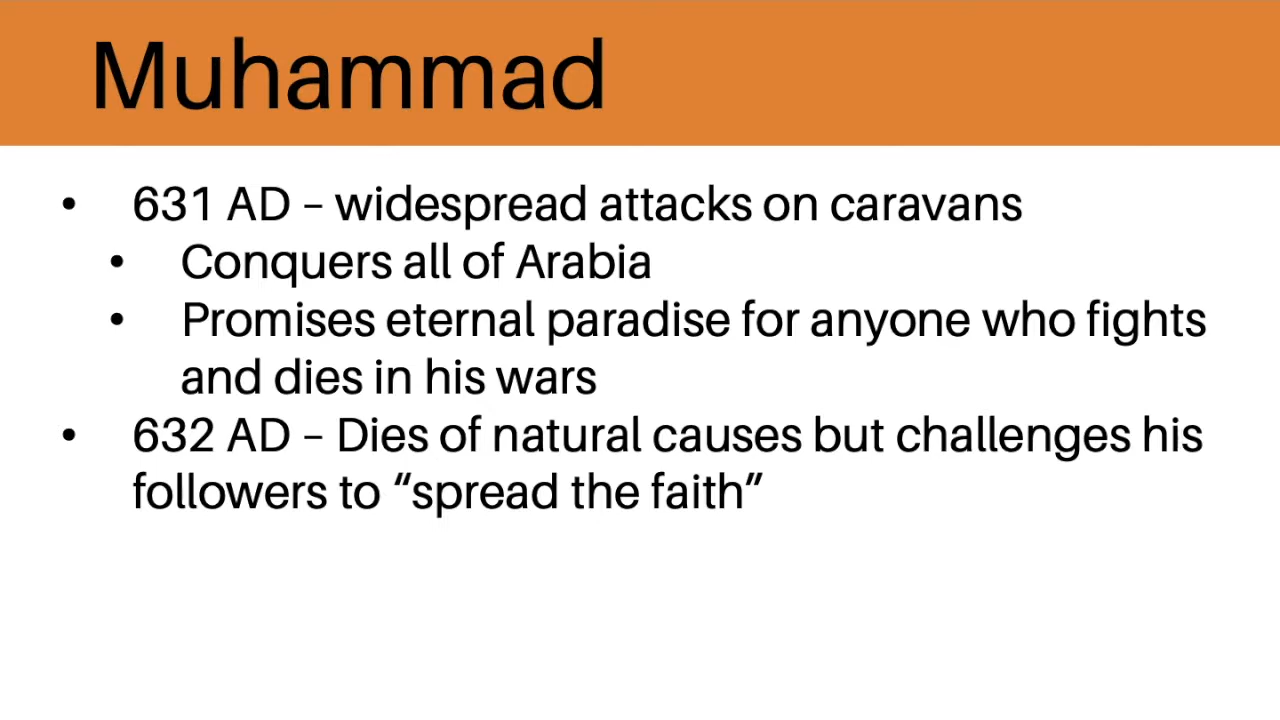 Muhammad
• 631 AD – widespread attacks on caravans
• Conquers all of Arabia
• Promises eternal paradise for anyone who fights
and dies in his wars
• 632 AD – Dies of natural causes but challenges his
followers to “spread the faith”